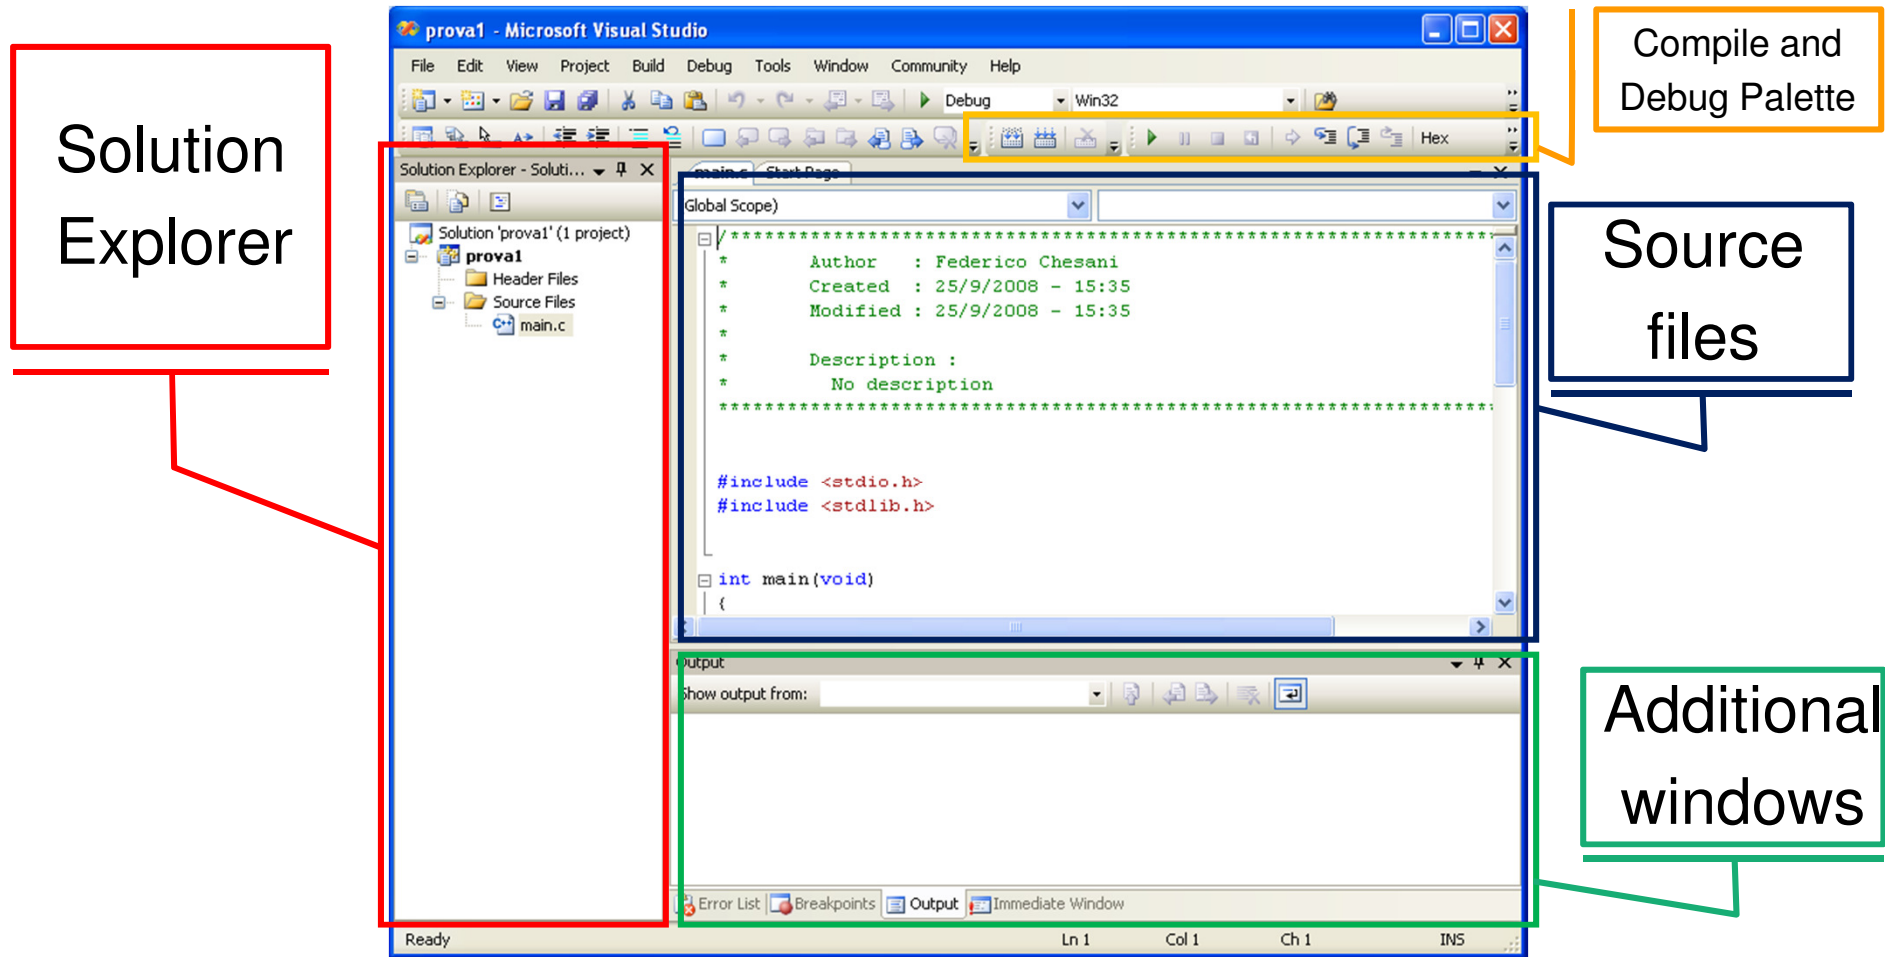 Solution
Explorer
prova1 - Microsoft Visual Studio
File Edit View Project Build Debug Tools Window Community Help
Debug Win32
Hex
Compile and
Debug Palette
Solution Explorer - Soluti...
Solution 'prova1' (1 project)
prova1
Header Files
Source Files
main.c
main.c Start Page
Global Scope)
/******************************************************
* Author : Federico Chesani
* Created : 25/9/2008 - 15:35
* Modified : 25/9/2008 - 15:35
*
* Description :
* No description
******************************************************
#include <stdio.h>
#include <stdlib.h>
int main(void)
{
Source
files
Output
Show output from:
Error List Breakpoints Output Immediate Window
Additional
windows
Ready Ln 1 Col 1 Ch 1 INS